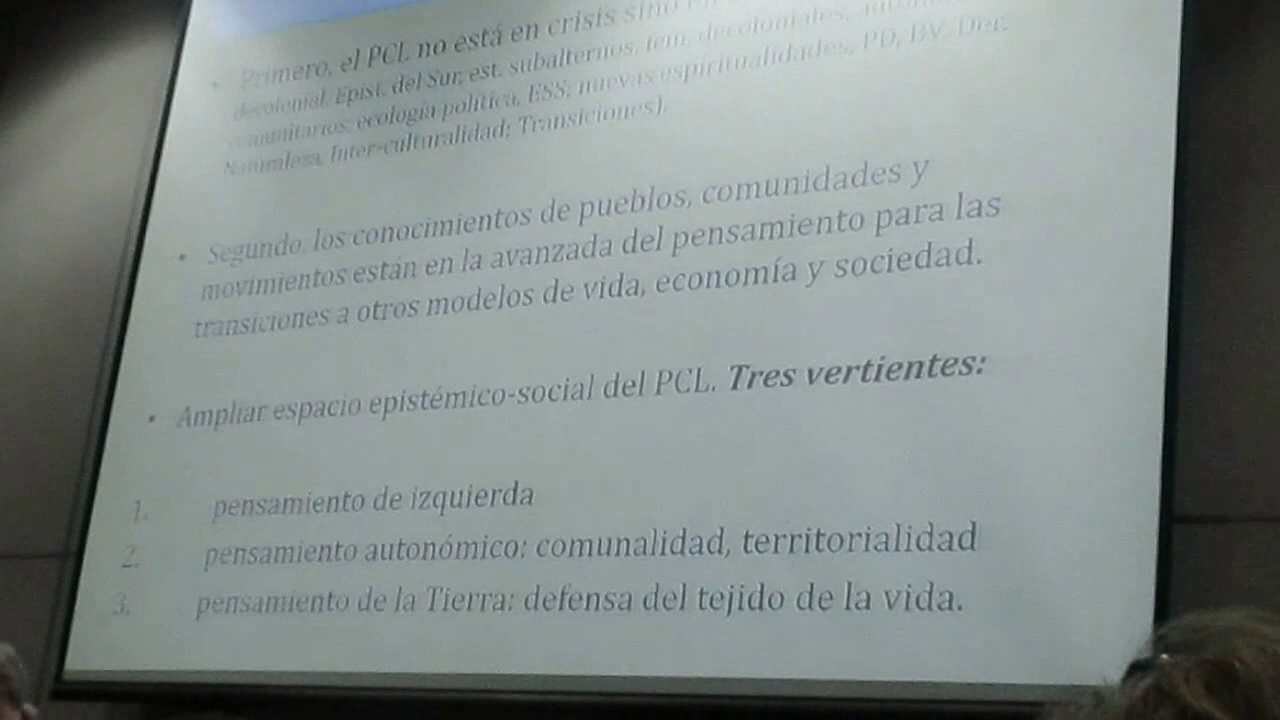 • Primero, el PCL no está en crisis sino
decolonial, Epist. del Sur, est. subalternos, fem, decoloniales,
comunitarios, ecología política, ESS; nuevas espiritualidades, PD, BV, Der.
Naturaleza, Inter-culturalidad; Transiciones).
• Segundo, los conocimientos de pueblos, comunidades y
movimientos están en la avanzada del pensamiento para las
transiciones a otros modelos de vida, economía y sociedad.
• Ampliar espacio epistémico-social del PCL. Tres vertientes:
1. pensamiento de izquierda
2. pensamiento autonómico: comunalidad, territorialidad
3. pensamiento de la Tierra: defensa del tejido de la vida.